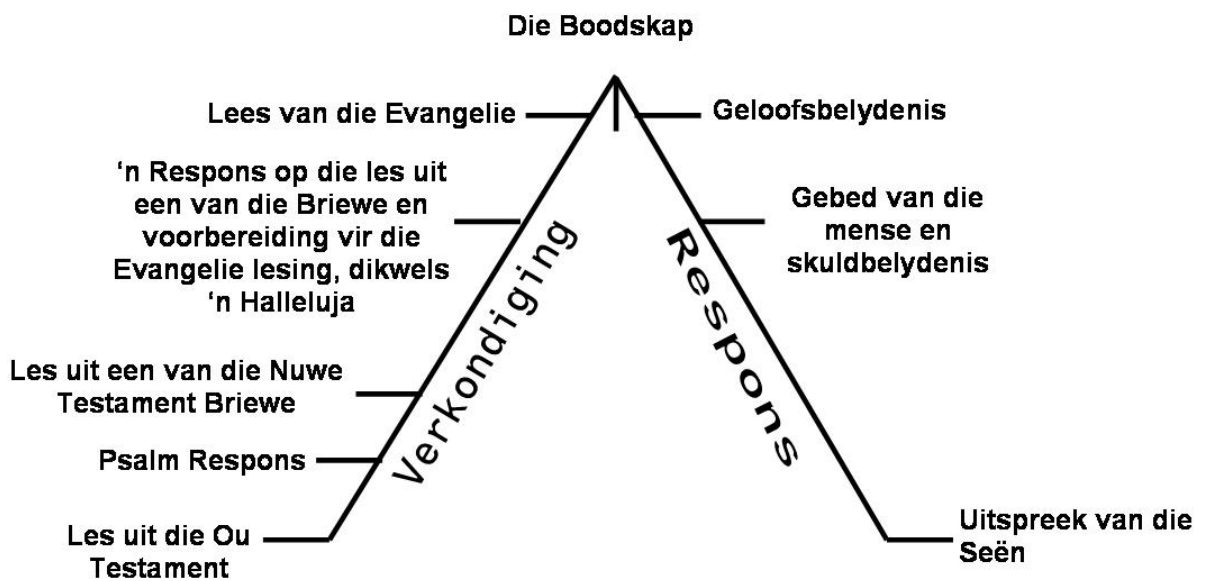 Die Boodskap
Lees van die Evangelie
Geloofsbelydenis
‘n Respons op die les uit
een van die Briewe en
voorbereiding vir die
Evangelie lesing, dikwels
‘n Halleluja
Gebed van die
mense en
skuldbelydenis
Verkondiging
Respons
Les uit een van die Nuwe
Testament Briewe
Psalm Respons
Les uit die Ou
Testament
Uitspreek van die
Seën